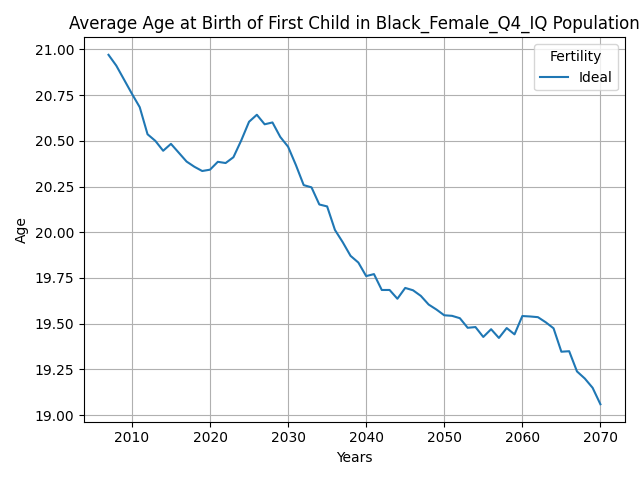 Average Age at Birth of First Child in Black_Female_Q4_IQ Population
Fertility
Ideal
21.00
20.75
20.50
20.25
20.00
19.75
19.50
19.25
19.00
Age
2010 2020 2030 2040 2050 2060 2070
Years